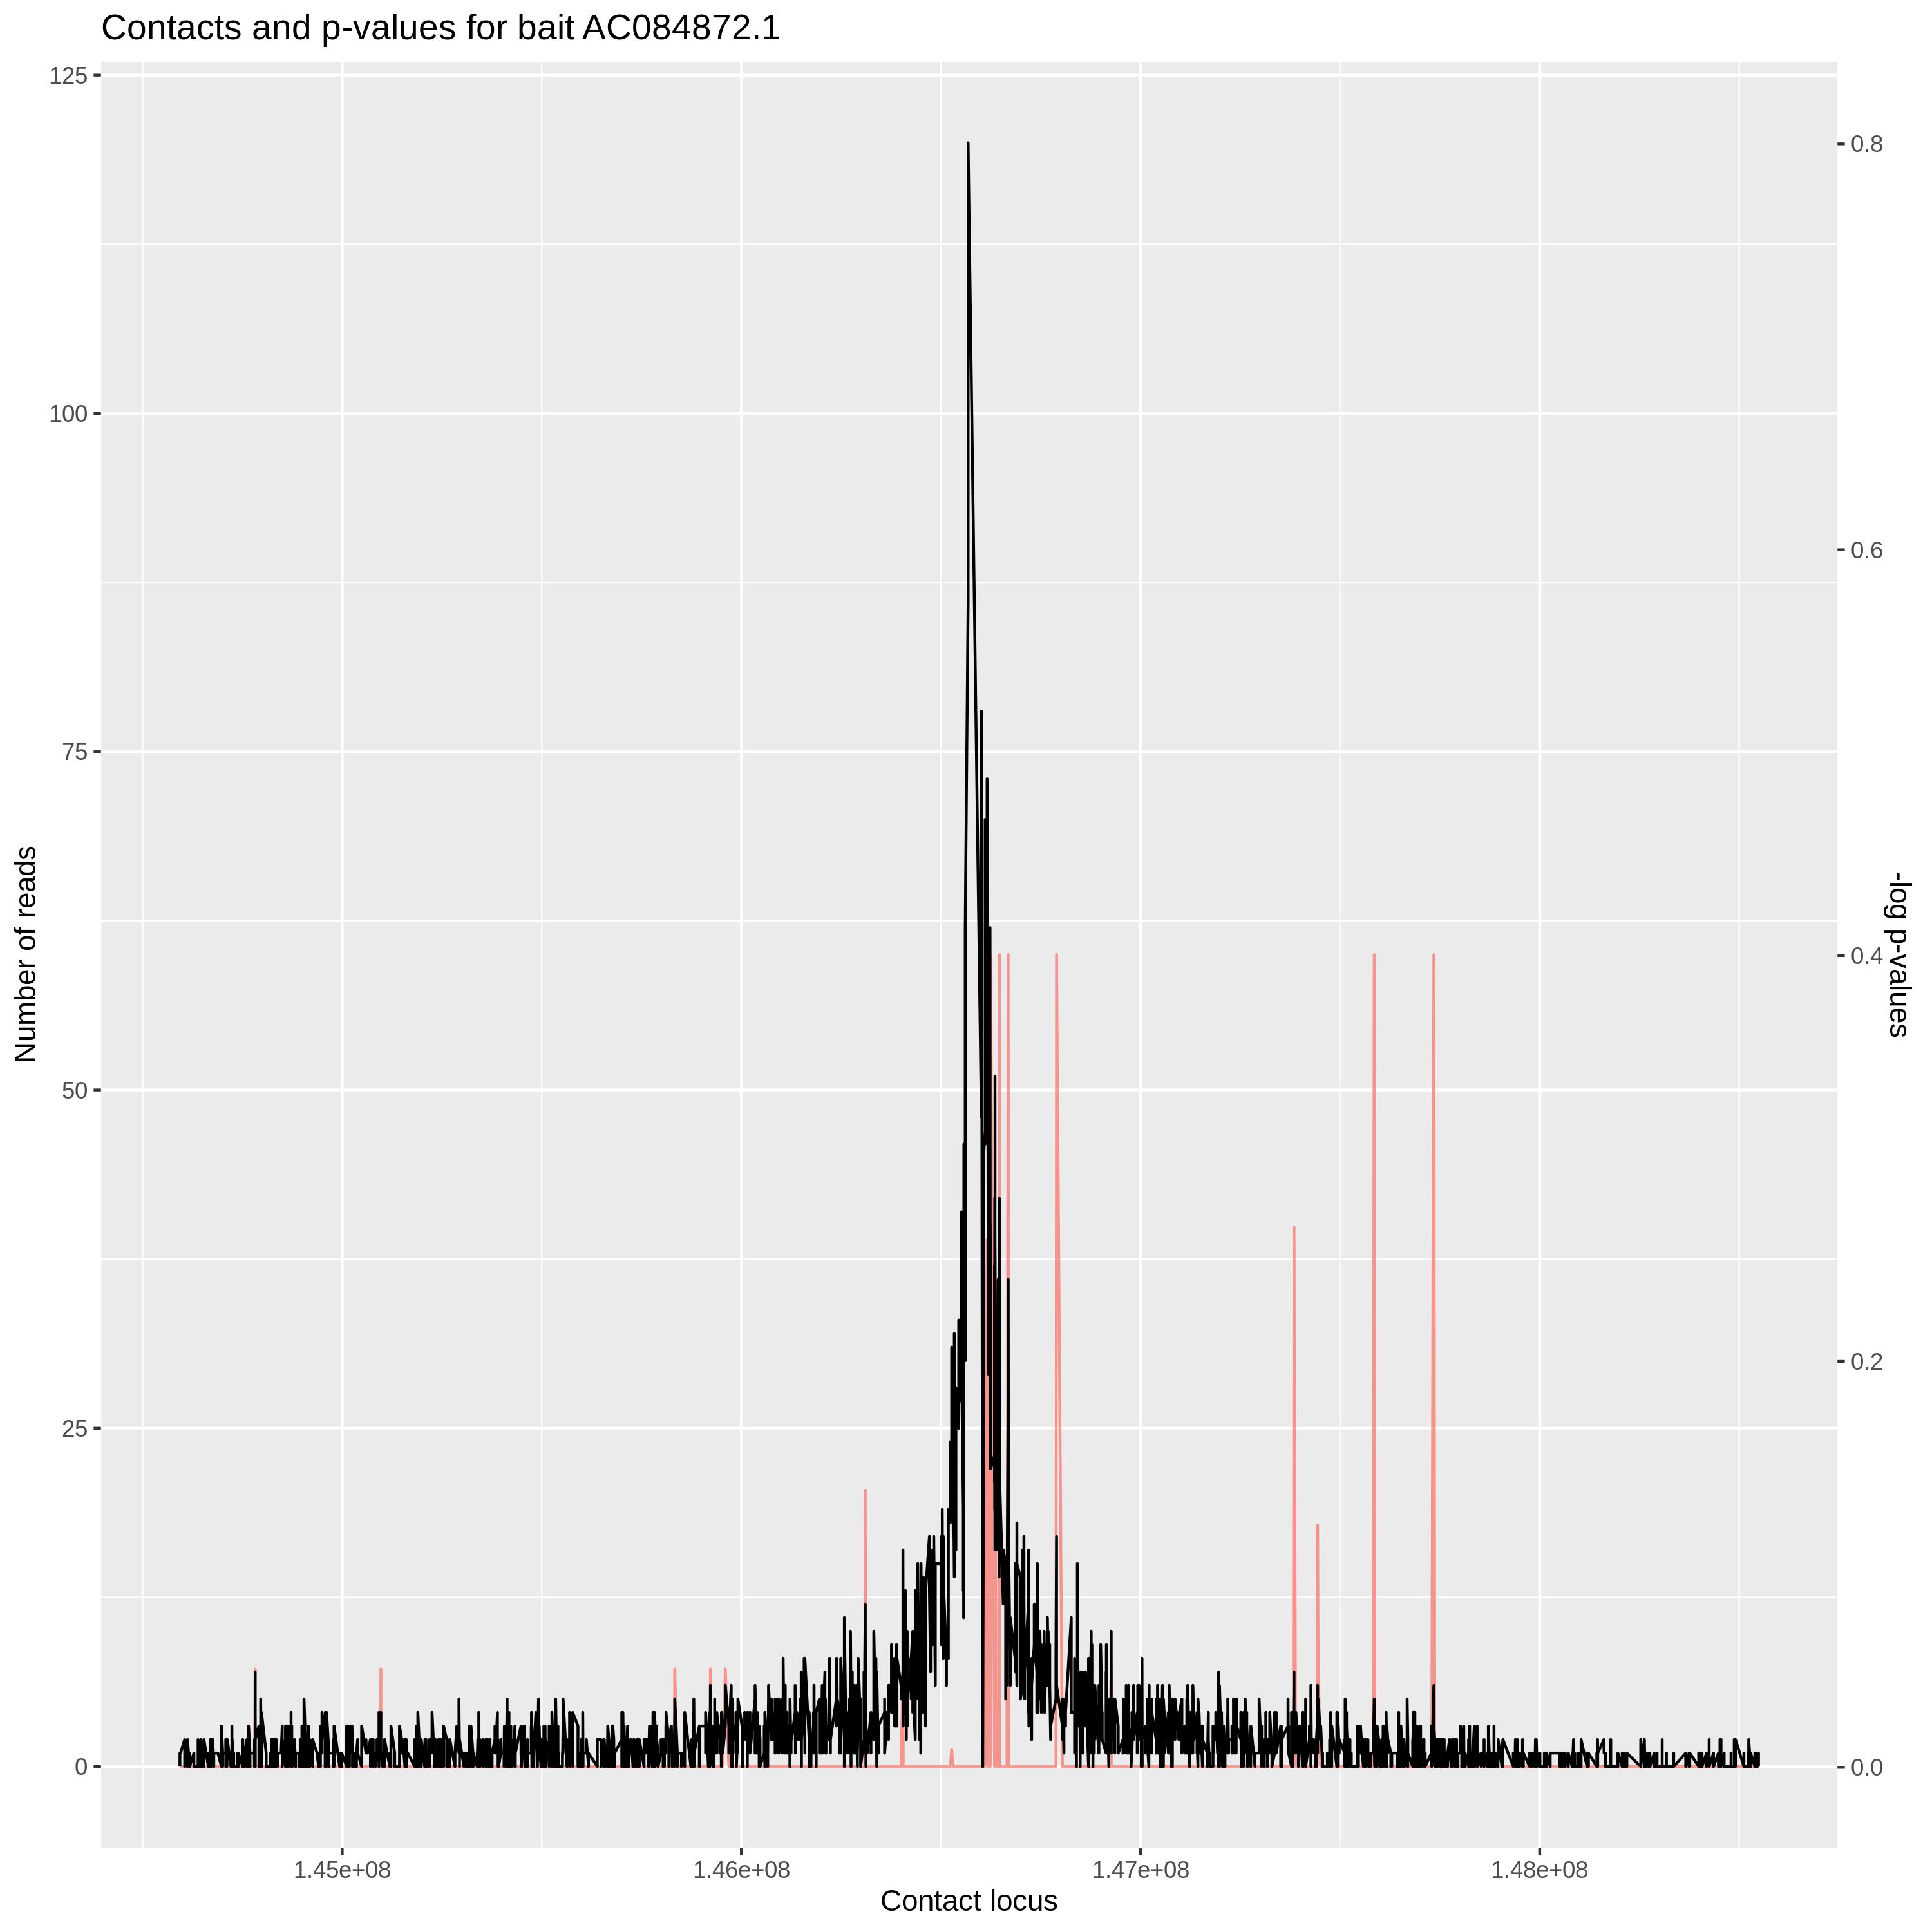 Contacts and p-values for bait AC084872.1
125
100
75
50
25
0
Number of reads
0.8
0.6
0.4
0.2
0.0
-log p-values
1.45e+08
1.46e+08
1.47e+08
1.48e+08
Contact locus